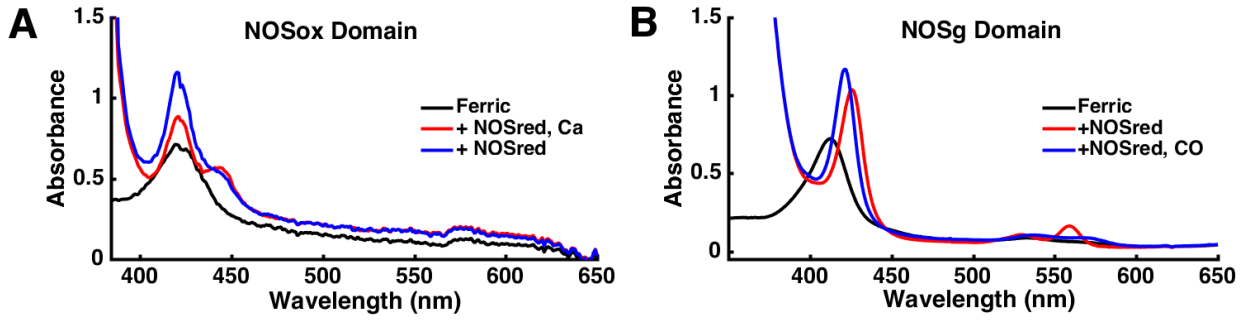 A
NOSox Domain
Absorbance
1.5
1
0.5
0
Ferric
+ NOSred, Ca
+ NOSred
400 450 500 550 600 650
Wavelength (nm)
B
NOSg Domain
Absorbance
1.5
1
0.5
0
Ferric
+NOSred
+NOSred, CO
400 450 500 550 600 650
Wavelength (nm)